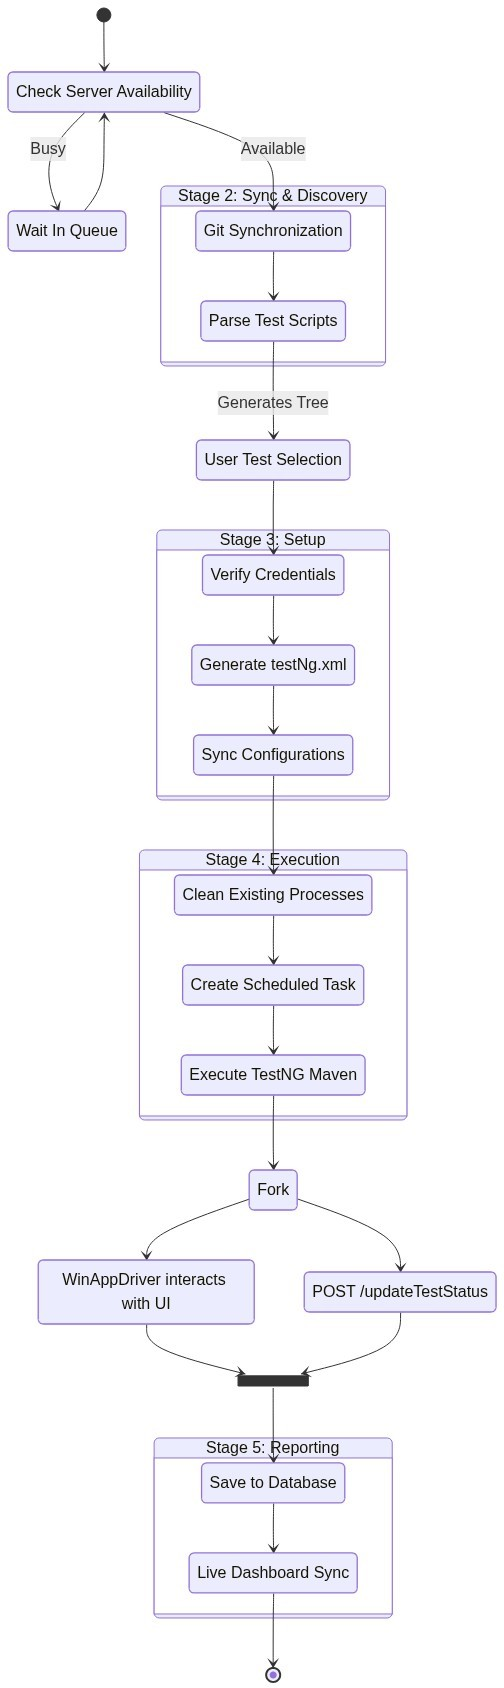 Check Server Availability
Busy
Available
Stage 2: Sync & Discovery
Wait In Queue
Git Synchronization
Parse Test Scripts
Generates Tree
User Test Selection
Stage 3: Setup
Verify Credentials
Generate testNg.xml
Sync Configurations
Stage 4: Execution
Clean Existing Processes
Create Scheduled Task
Execute TestNG Maven
Fork
WinAppDriver interacts
with UI
POST /updateTestStatus
Stage 5: Reporting
Save to Database
Live Dashboard Sync